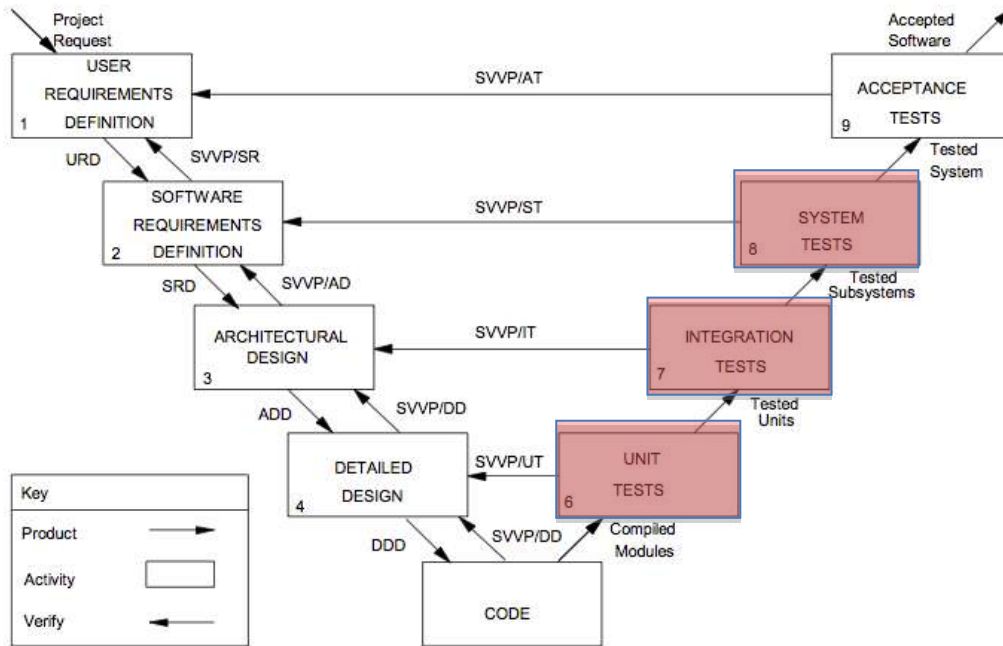 Project
Request
Accepted
Software
USER
REQUIREMENTS
DEFINITION
1
SVVP/AT
ACCEPTANCE
TESTS
9
URD
SVVP/SR
Tested
System
SOFTWARE
REQUIREMENTS
DEFINITION
2
SVVP/ST
SYSTEM
TESTS
8
SRD
SVVP/AD
Tested
Subsystems
ARCHITECTURAL
DESIGN
3
SVVP/IT
INTEGRATION
TESTS
7
ADD
SVVP/DD
Tested
Units
DETAILED
DESIGN
4
SVVP/UT
UNIT
TESTS
6
DDD
SVVP/DD
Compiled
Modules
CODE
Key
Product
Activity
Verify